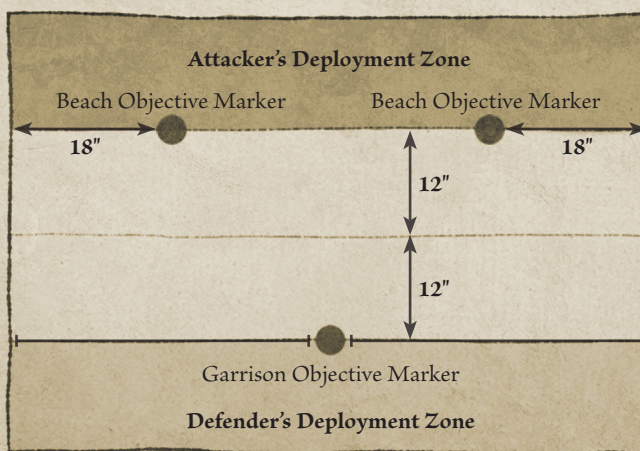 Attacker's Deployment Zone
Beach Objective Marker
Beach Objective Marker
18"
18"
12"
12"
Garrison Objective Marker
Defender's Deployment Zone